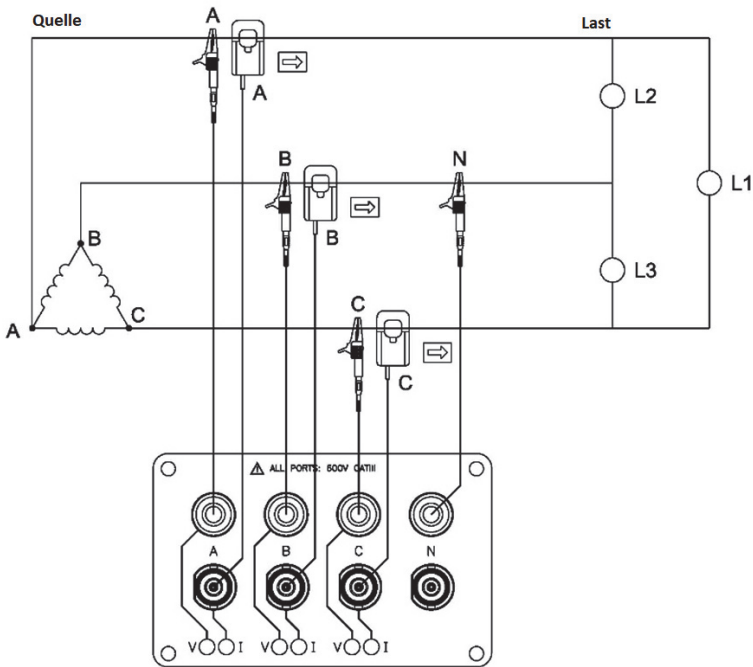 Quelle
A
Last
A
L2
B
N
L1
B
B
L3
C
A
C
C
⚠ ALL PORTS: 600V CATIII
A B C N
V I V I V I